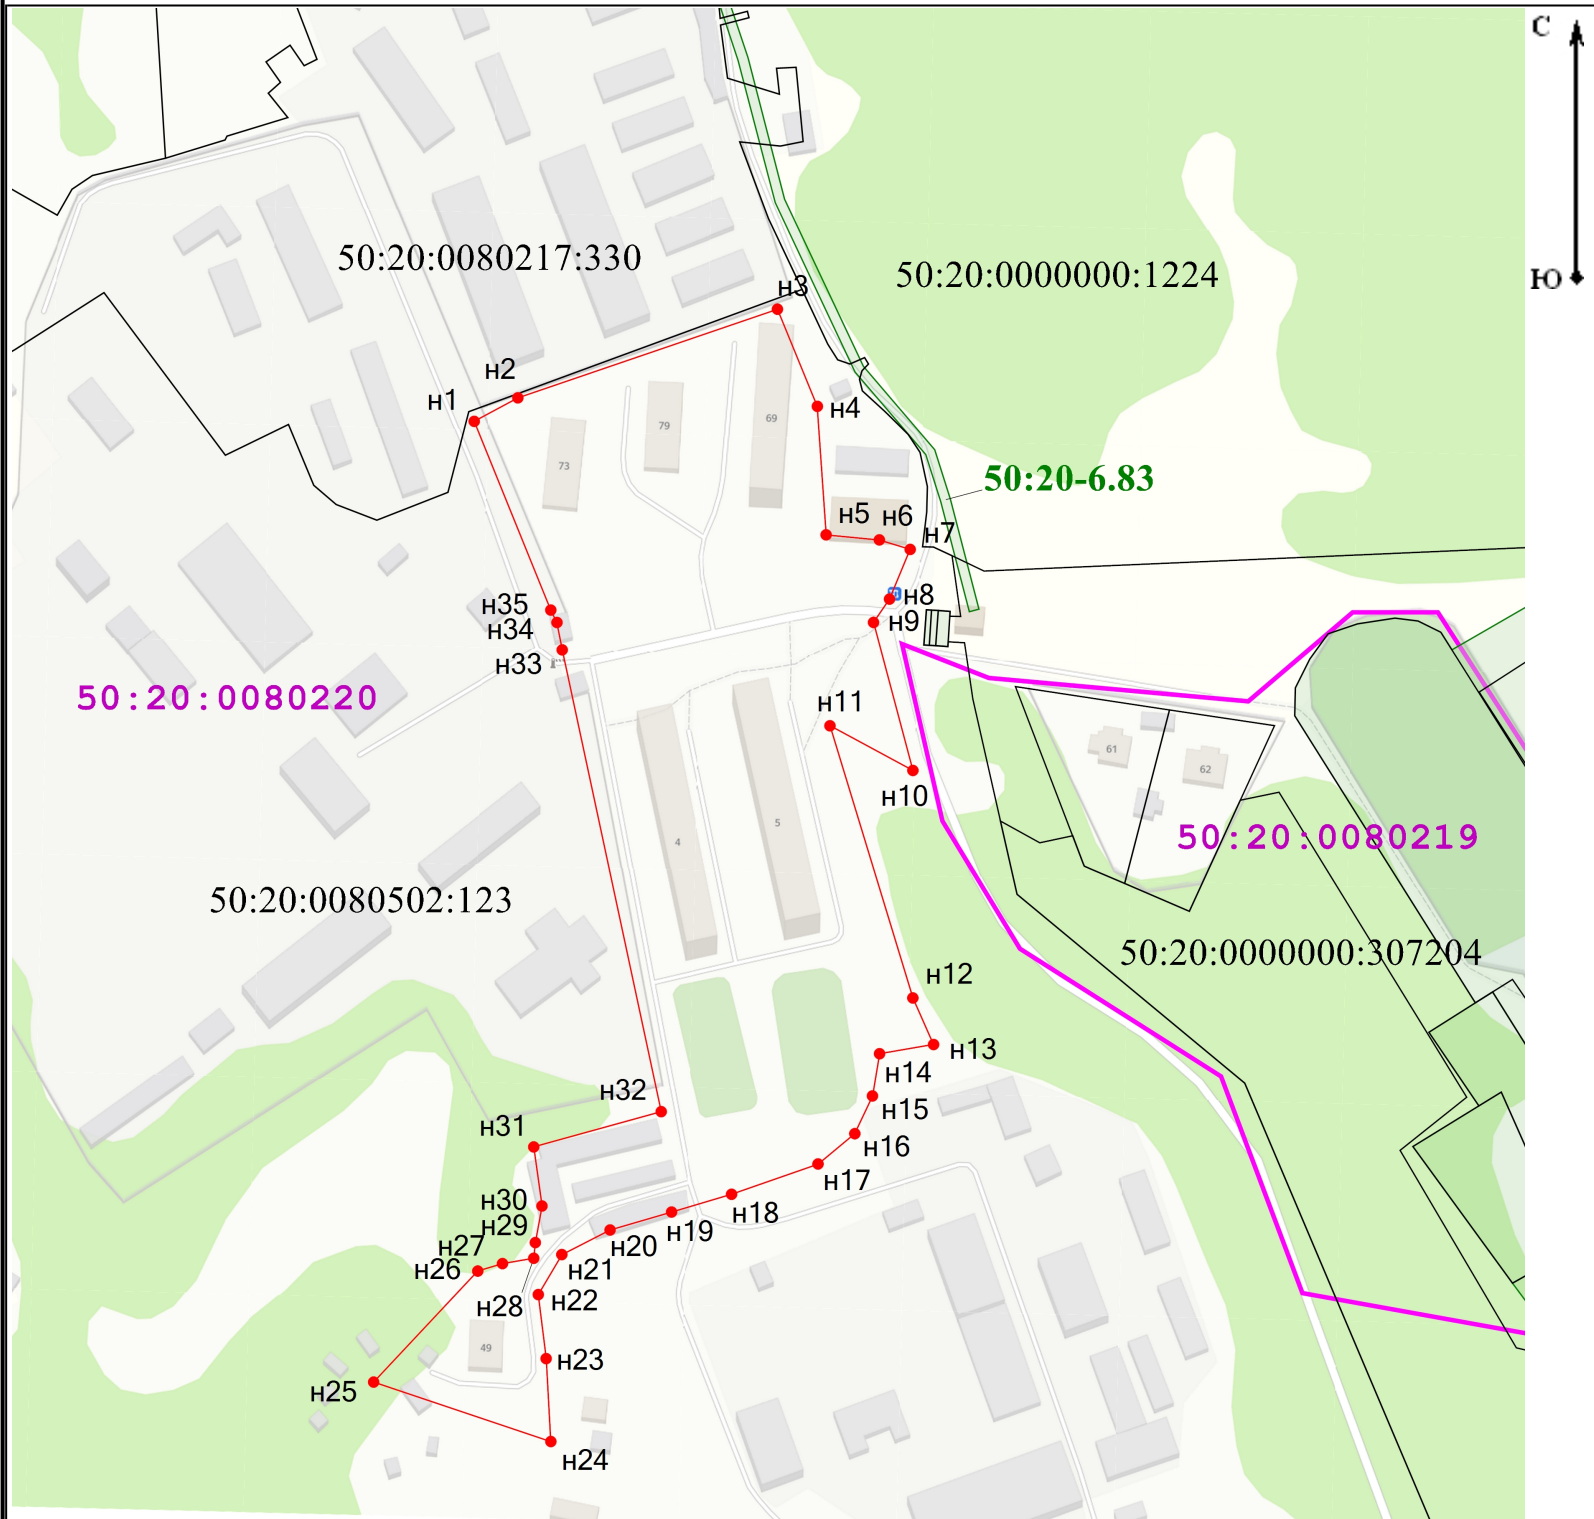 С
Ю
50:20:0080217:330
50:20:0000000:1224
н3
н2
н1
н4
69
79
73
50:20-6.83
н5
н6
н7
н8
н9
н35
н34
н33
50:20:0080220
н11
н10
61
62
5
4
50:20:0080219
50:20:0080502:123
50:20:0000000:307204
н12
н13
н14
н15
н16
н17
н18
н19
н20
н21
н22
н23
н24
н25
н26
н27
н28
н29
н30
н31
н32
49